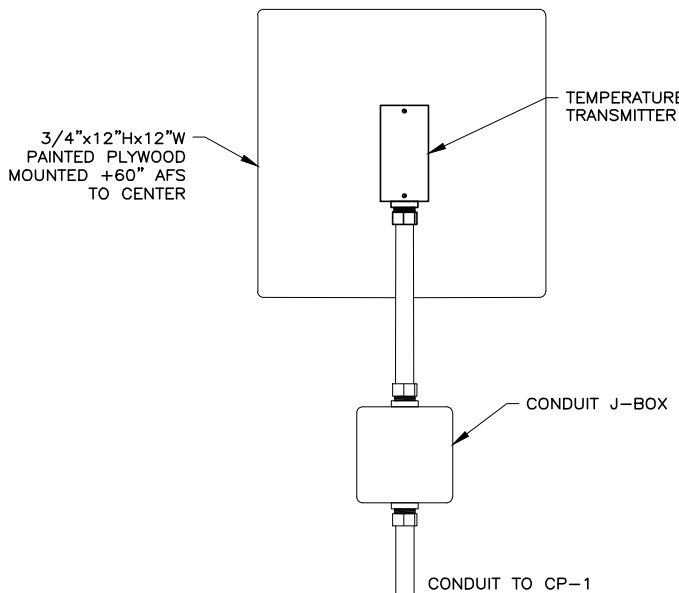 TEMPERATURE
TRANSMITTER
3/4”x12”Hx12”W
PAINTED PLYWOOD
MOUNTED +60” AFS
TO CENTER
CONDUIT J-BOX
CONDUIT TO CP-1